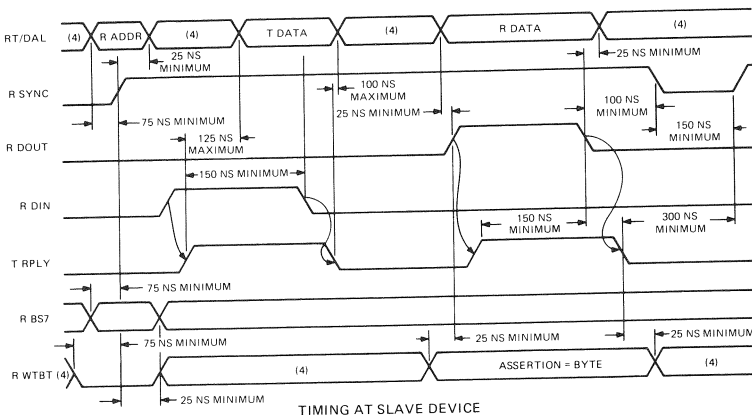 RT/DAL (4) R ADDR (4) T DATA (4) R DATA (4)
25 NS
MINIMUM
25 NS MINIMUM
R SYNC
100 NS
MAXIMUM
100 NS
MINIMUM
75 NS MINIMUM
25 NS MINIMUM
125 NS
MAXIMUM
150 NS
MINIMUM
R DOUT
150 NS MINIMUM
R DIN
150 NS
MINIMUM
300 NS
MINIMUM
T RPLY
75 NS MINIMUM
R BS7
75 NS MINIMUM
25 NS MINIMUM
25 NS MINIMUM
R WTBT (4) (4) ASSERTION = BYTE (4)
25 NS MINIMUM
TIMING AT SLAVE DEVICE